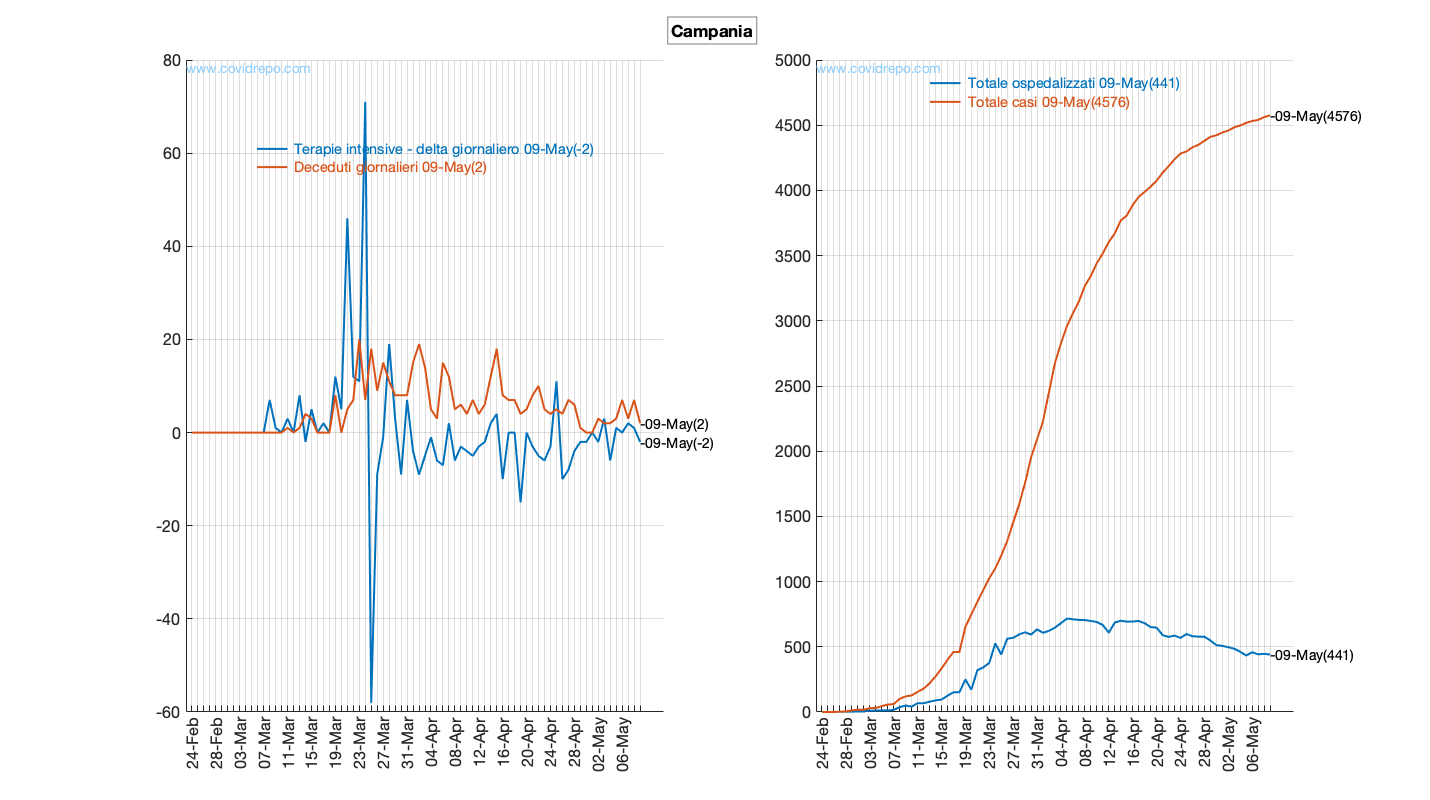 Campania
www.covidrepo.com
Terapie intensive - delta giornaliero 09-May(-2)
Deceduti giornalieri 09-May(2)
80
60
40
20
0
-20
-40
-60
-09-May(2)
-09-May(-2)
24-Feb
28-Feb
03-Mar
07-Mar
11-Mar
15-Mar
19-Mar
23-Mar
27-Mar
31-Mar
04-Apr
08-Apr
12-Apr
16-Apr
20-Apr
24-Apr
28-Apr
02-May
06-May
www.covidrepo.com
Totale ospedalizzati 09-May(441)
Totale casi 09-May(4576)
5000
4500
4000
3500
3000
2500
2000
1500
1000
500
0
-09-May(4576)
-09-May(441)
24-Feb
28-Feb
03-Mar
07-Mar
11-Mar
15-Mar
19-Mar
23-Mar
27-Mar
31-Mar
04-Apr
08-Apr
12-Apr
16-Apr
20-Apr
24-Apr
28-Apr
02-May
06-May